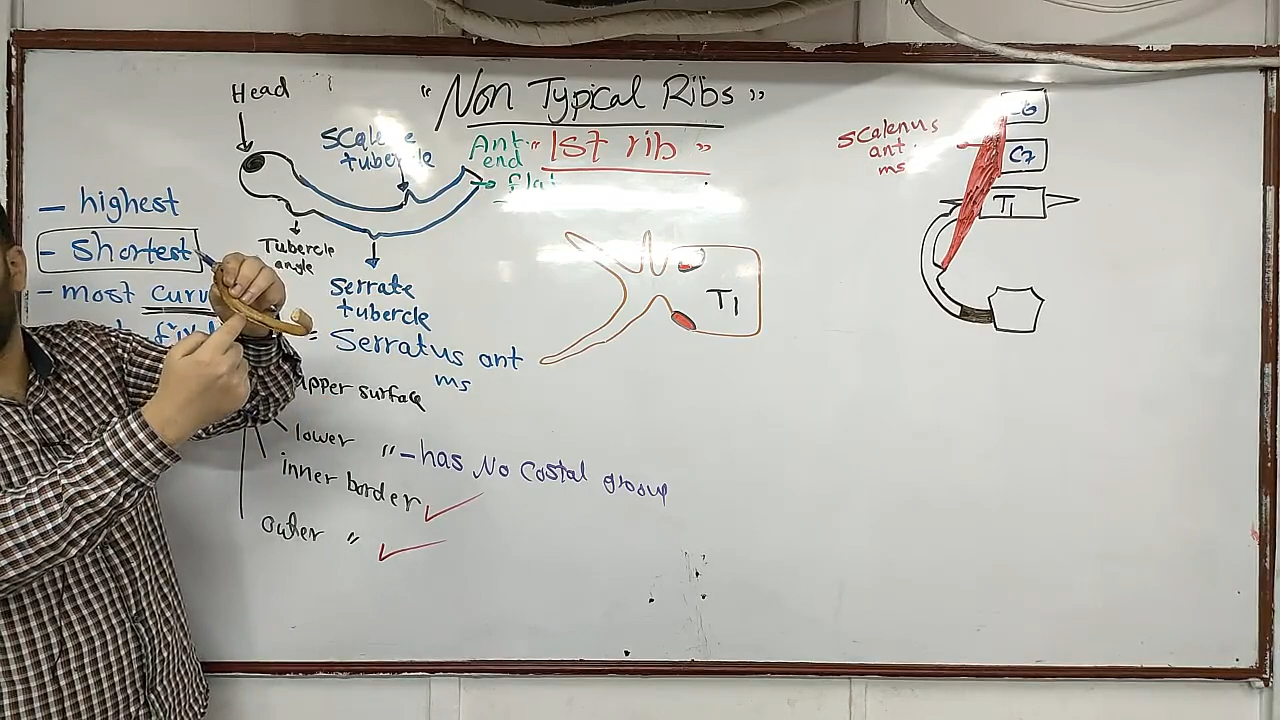 Head
" Non Typical Ribs "
" 1st rib "
Scalene
tubercle
Ant.
end
flat
- highest
- Shortest
- most curv
Tubercle
angle
Serrate
tubercle
= Serratus ant
ms
upper surface
lower " - has No Costal groov
inner border ✓
outer " ✓
T1
Scalenus
ant.
ms
C6
C7
T1